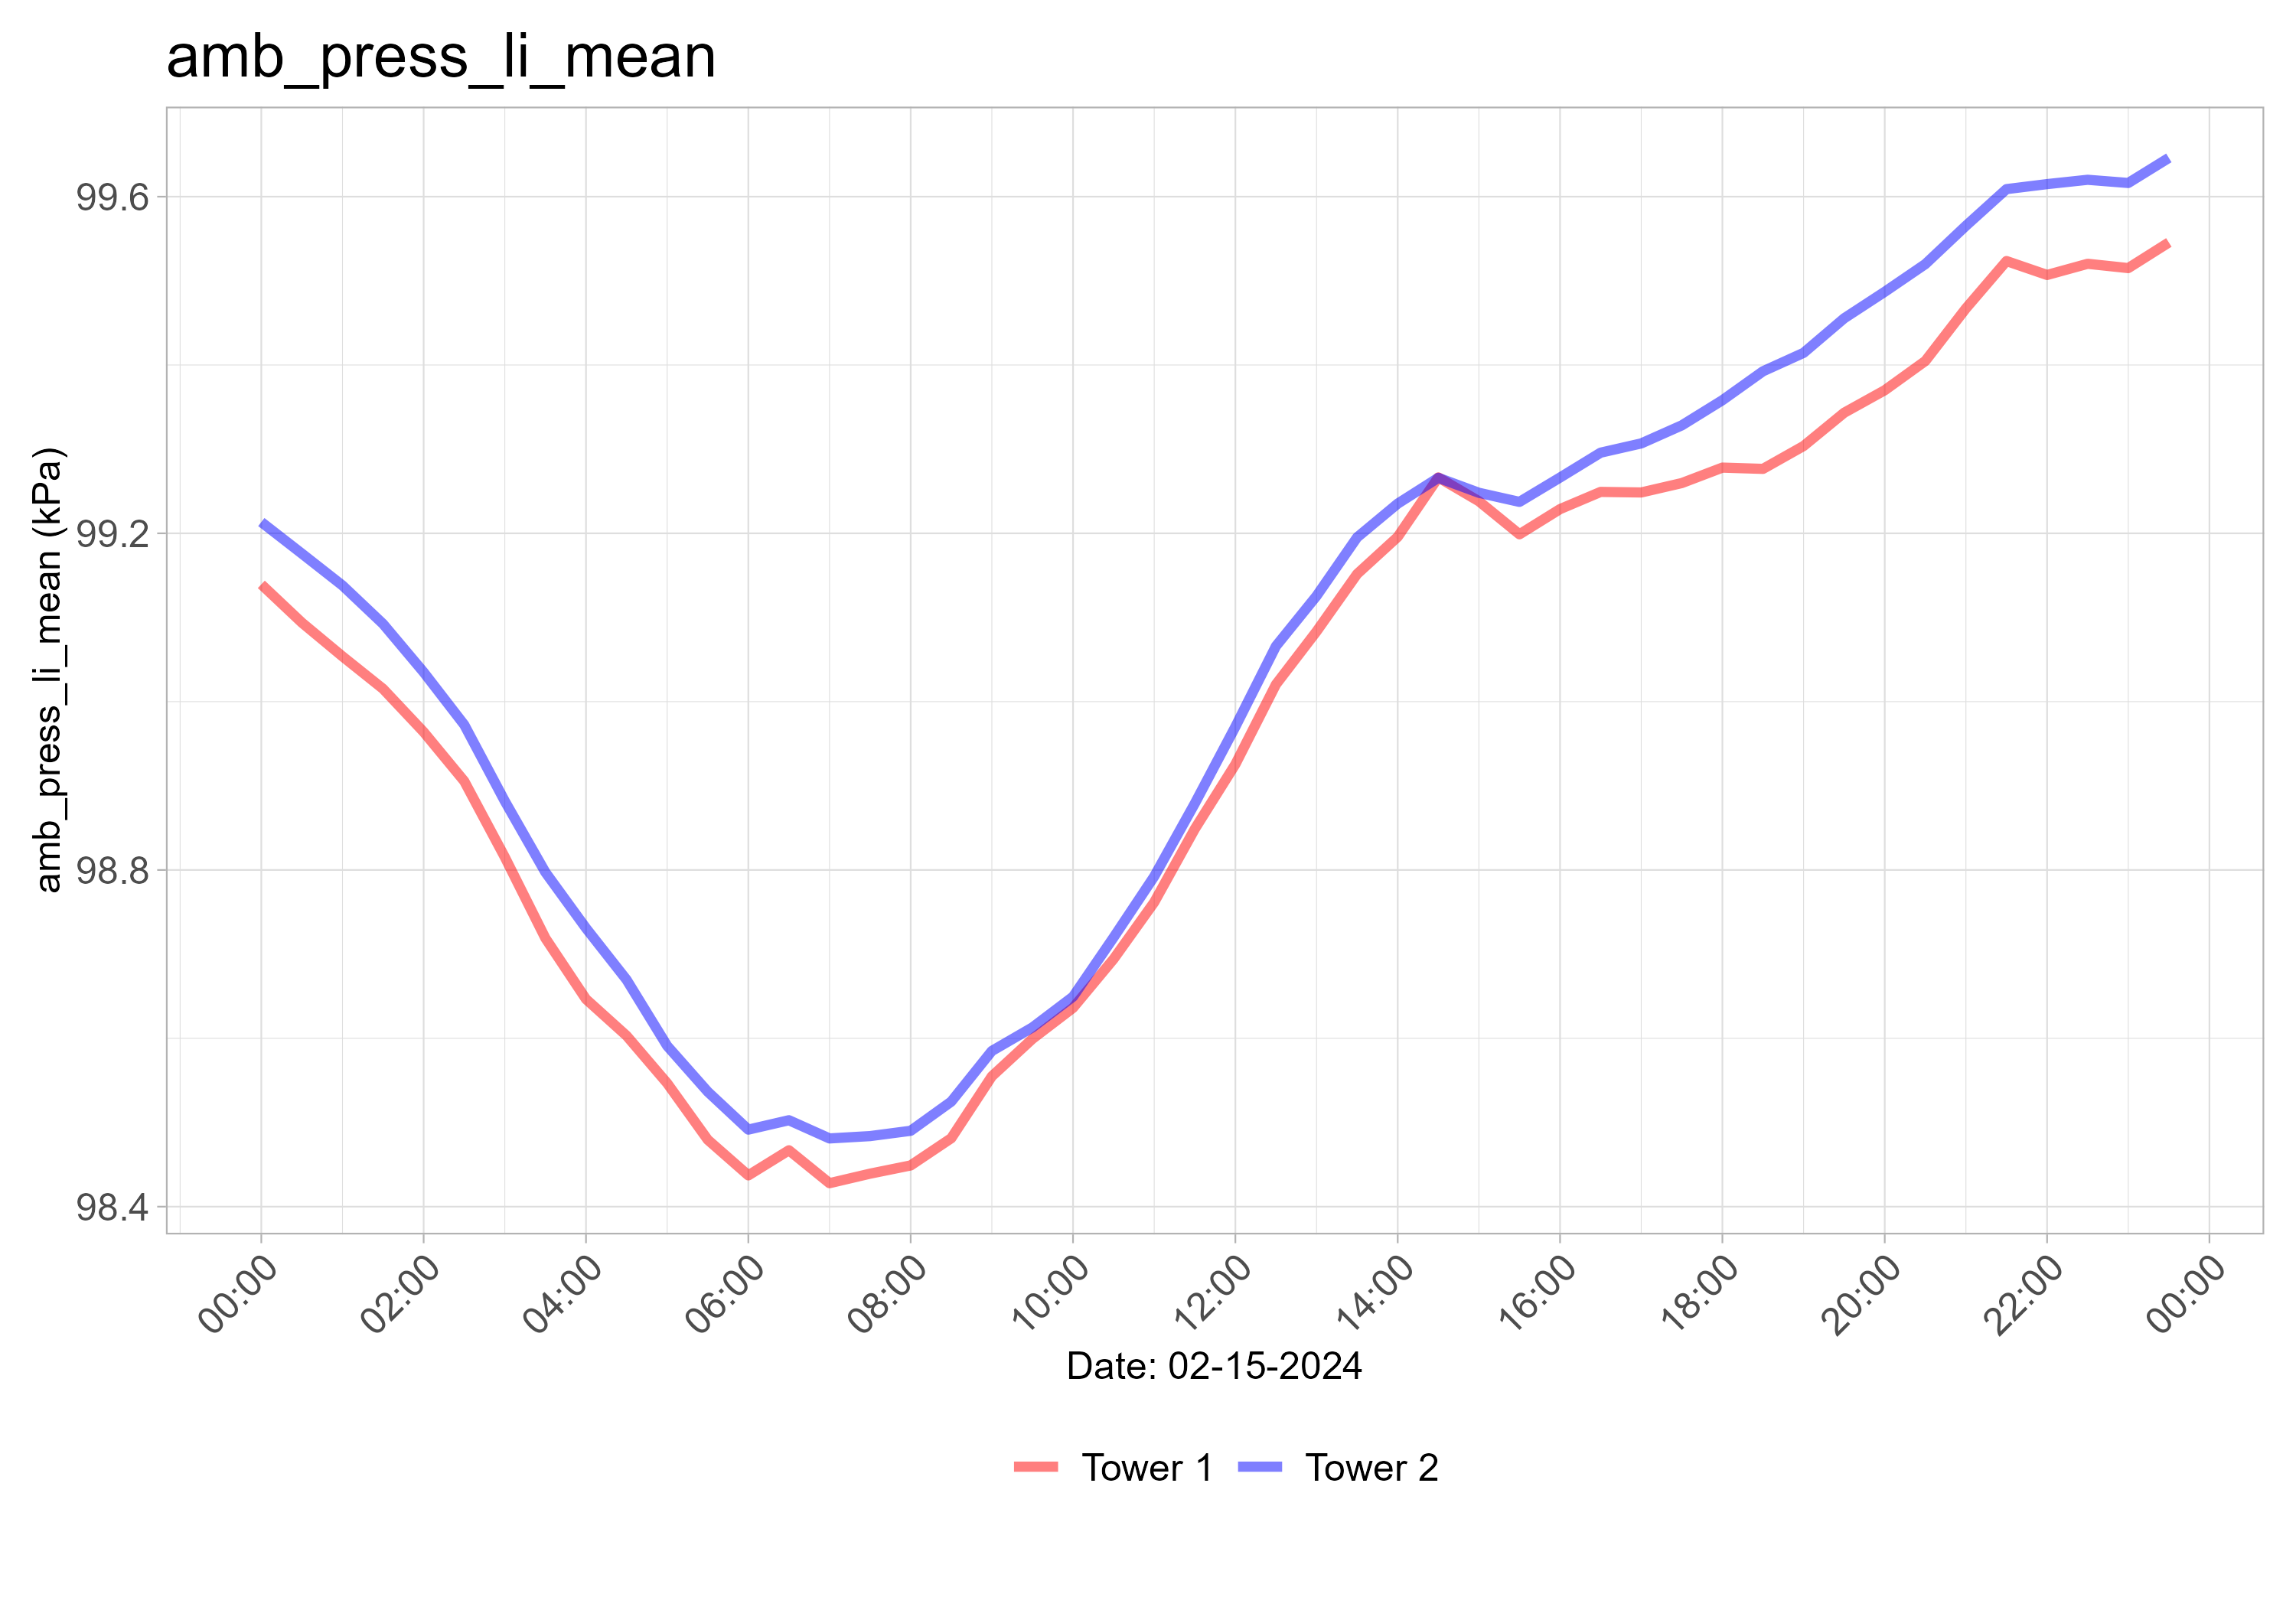 amb_press_li_mean
amb_press_li_mean (kPa)
99.6
99.2
98.8
98.4
00:00 02:00 04:00 06:00 08:00 10:00 12:00 14:00 16:00 18:00 20:00 22:00 00:00
Date: 02-15-2024
Tower 1 Tower 2